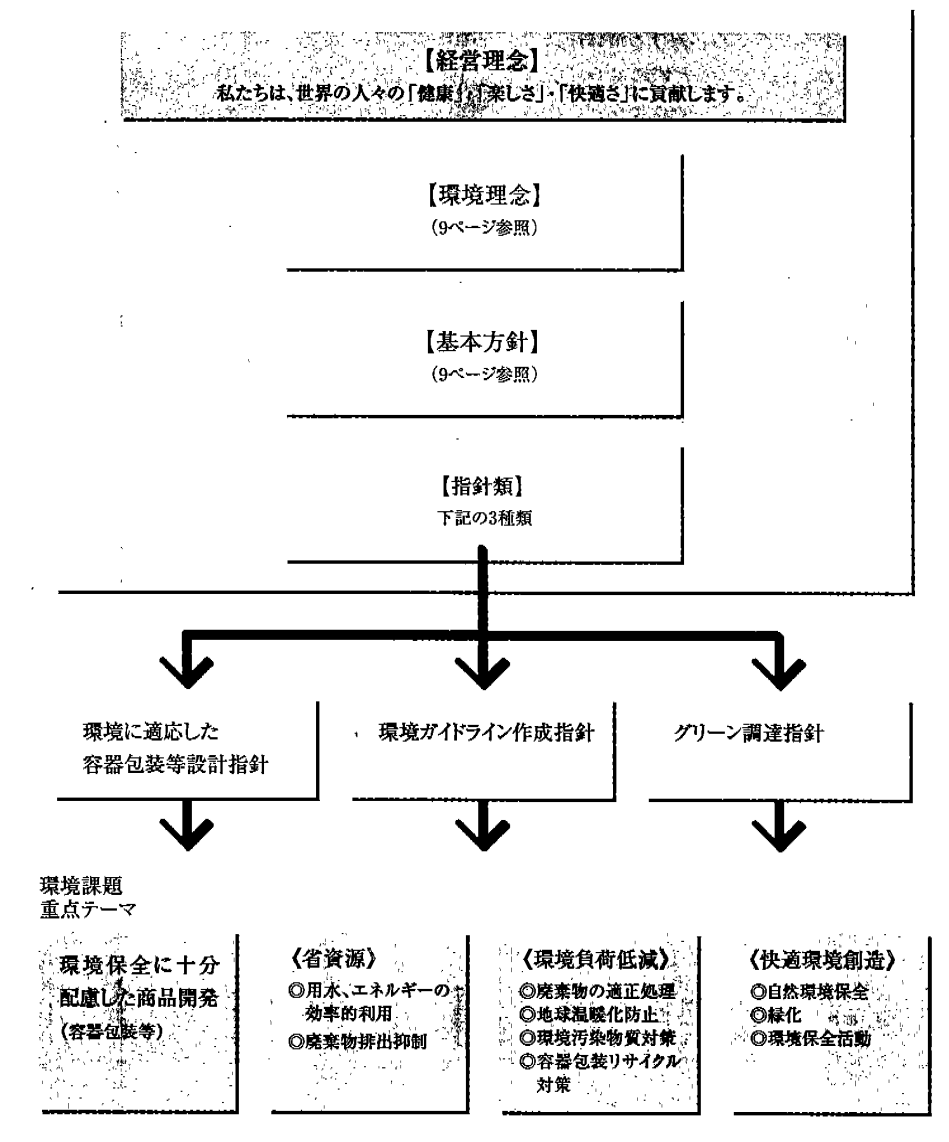 【経営理念】
私たちは、世界の人々の「健康」・「楽しさ」・「快適さ」に貢献します。
【環境理念】
（9ページ参照）
【基本方針】
（9ページ参照）
【指針類】
下記の3種類
環境に適応した
容器包装等設計指針
環境ガイドライン作成指針
グリーン調達指針
環境課題
重点テーマ
環境保全に十分
配慮した商品開発
（容器包装等）
《省資源》
◎用水、エネルギーの
効率的利用
◎廃棄物排出抑制
《環境負荷低減》
◎廃棄物の適正処理
◎地球温暖化防止
◎環境汚染物質対策
◎容器包装リサイクル
対策
《快適環境創造》
◎自然環境保全
◎緑化
◎環境保全活動